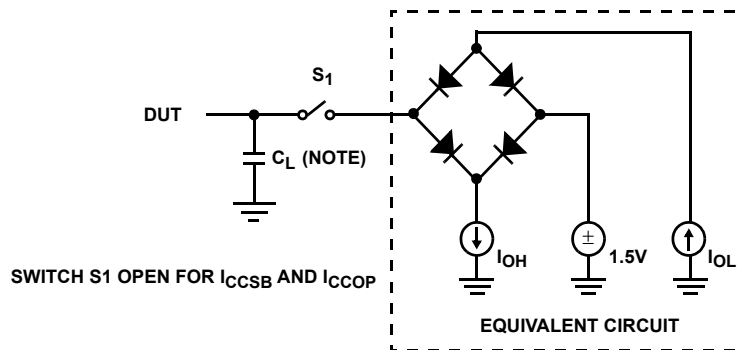 S1
DUT
CL (NOTE)
IOH
±
1.5V
IOL
SWITCH S1 OPEN FOR ICCSB AND ICCOP
EQUIVALENT CIRCUIT